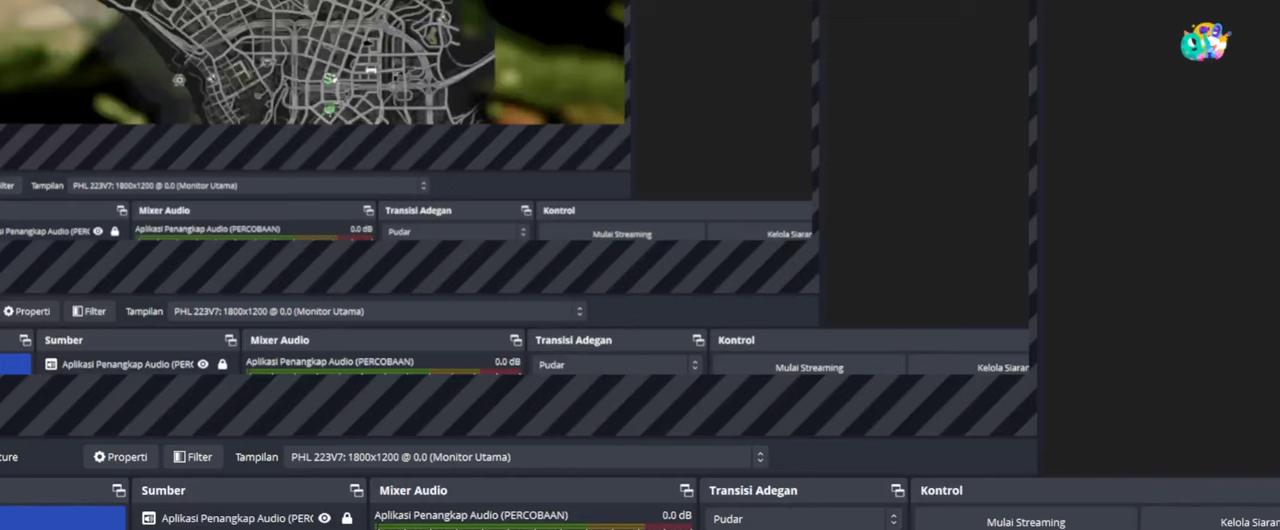 Tampilan PHL 223V7: 1800x1200 @ 0,0 (Monitor Utama)
Mixer Audio Transisi Adegan Kontrol
Aplikasi Penangkap Audio (PERCOBAAN) 0.0 dB Pudar Mulai Streaming Kelola Siaran
Properti Filter Tampilan PHL 223V7: 1800x1200 @ 0,0 (Monitor Utama)
Sumber Mixer Audio Transisi Adegan Kontrol
Aplikasi Penangkap Audio (PERC Aplikasi Penangkap Audio (PERCOBAAN) 0.0 dB Pudar Mulai Streaming Kelola Siaran
ture Properti Filter Tampilan PHL 223V7: 1800x1200 @ 0,0 (Monitor Utama)
Sumber Mixer Audio Transisi Adegan Kontrol
Aplikasi Penangkap Audio (PERC Aplikasi Penangkap Audio (PERCOBAAN) 0.0 dB Pudar Mulai Streaming Kelola Siaran